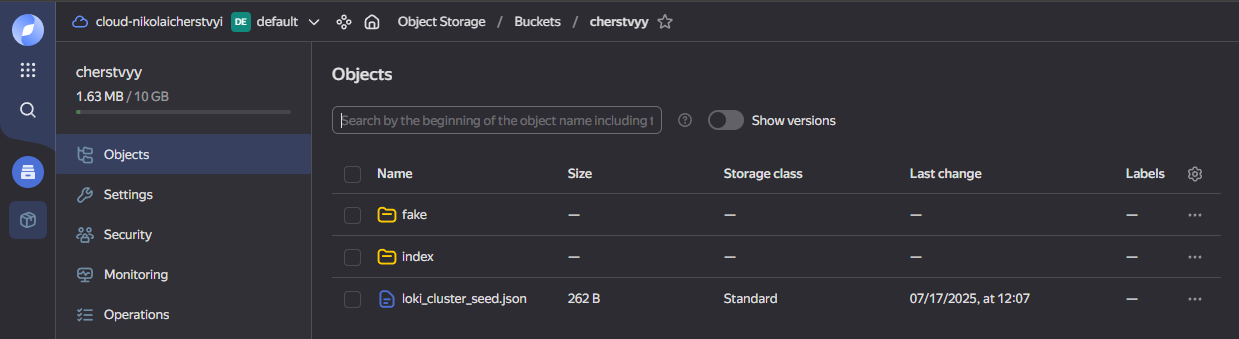 cloud-nikolaicherstvyi DE default Object Storage / Buckets / cherstvyy
cherstvyy
1.63 MB / 10 GB
Objects
Settings
Security
Monitoring
Operations
Objects
Search by the beginning of the object name including t
Show versions
Name Size Storage class Last change Labels
fake — — — —
index — — — —
loki_cluster_seed.json 262 B Standard 07/17/2025, at 12:07 —